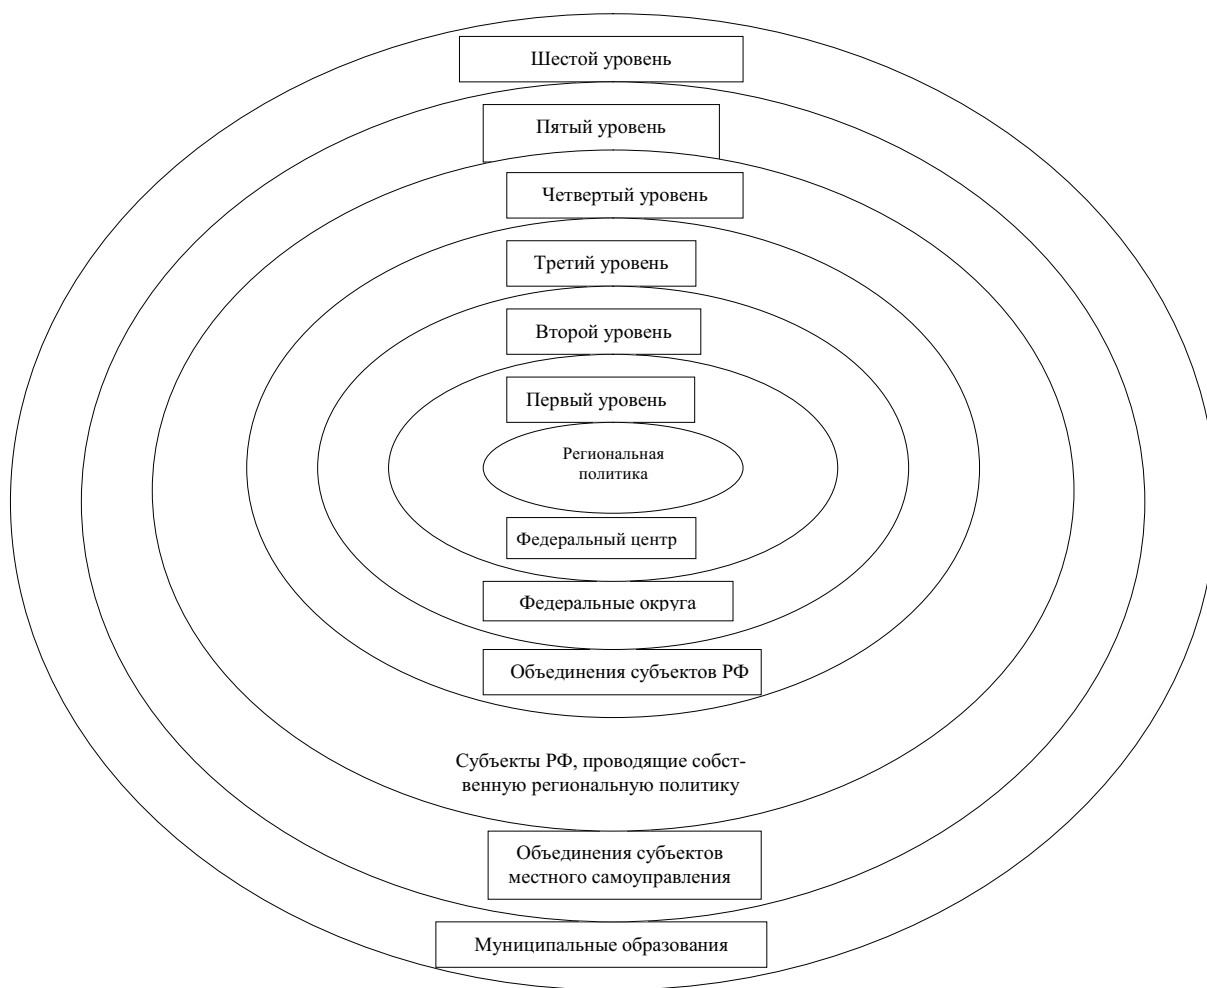 Шестой уровень
Пятый уровень
Четвертый уровень
Третий уровень
Второй уровень
Первый уровень
Региональная
политика
Федеральный центр
Федеральные округа
Объединения субъектов РФ
Субъекты РФ, проводящие собст-
венную региональную политику
Объединения субъектов
местного самоуправления
Муниципальные образования